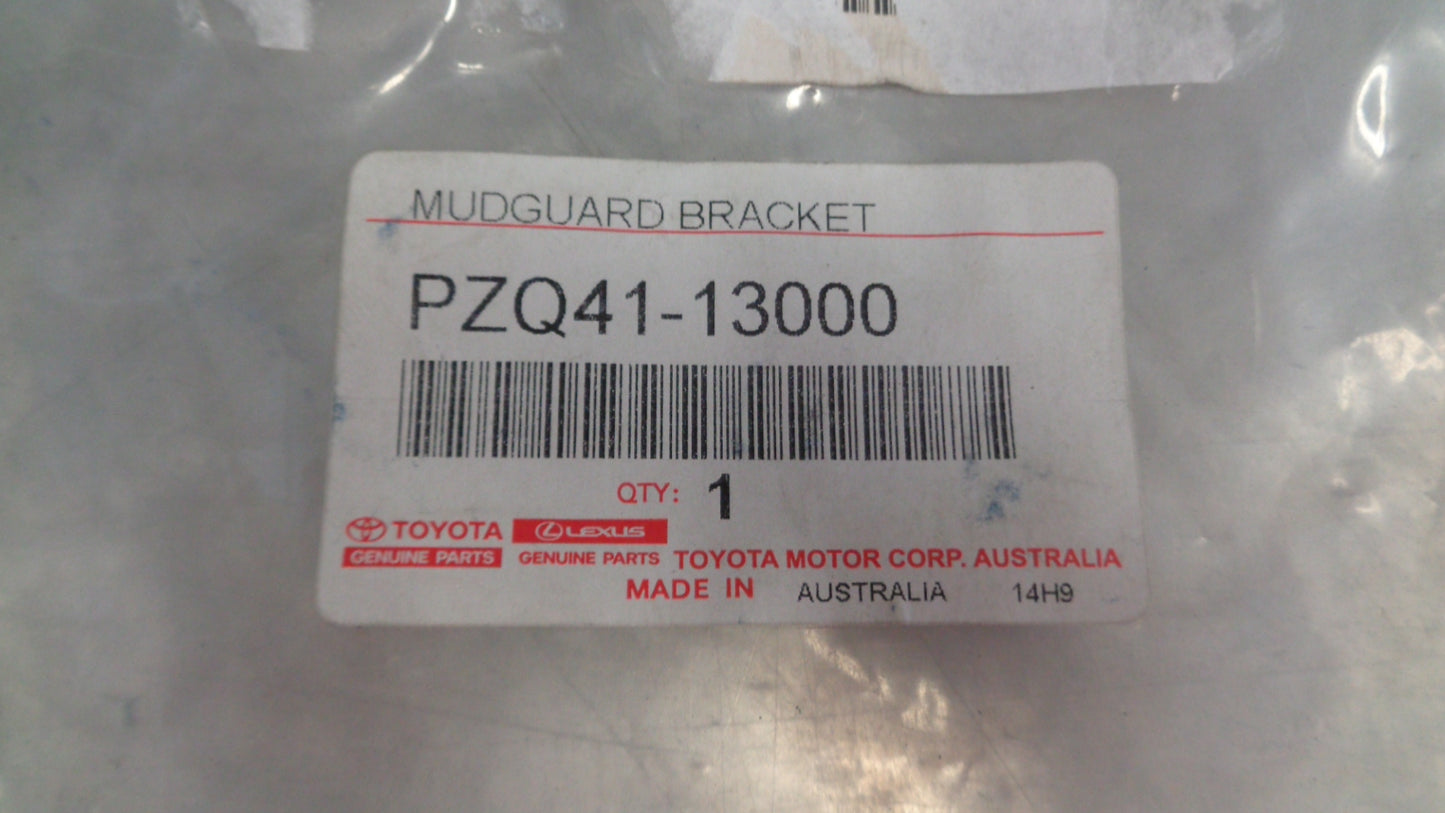 MUDGUARD BRACKET
PZQ41-13000
QTY: 1
TOYOTA LEXUS
GENUINE PARTS GENUINE PARTS TOYOTA MOTOR CORP. AUSTRALIA
MADE IN AUSTRALIA 14H9